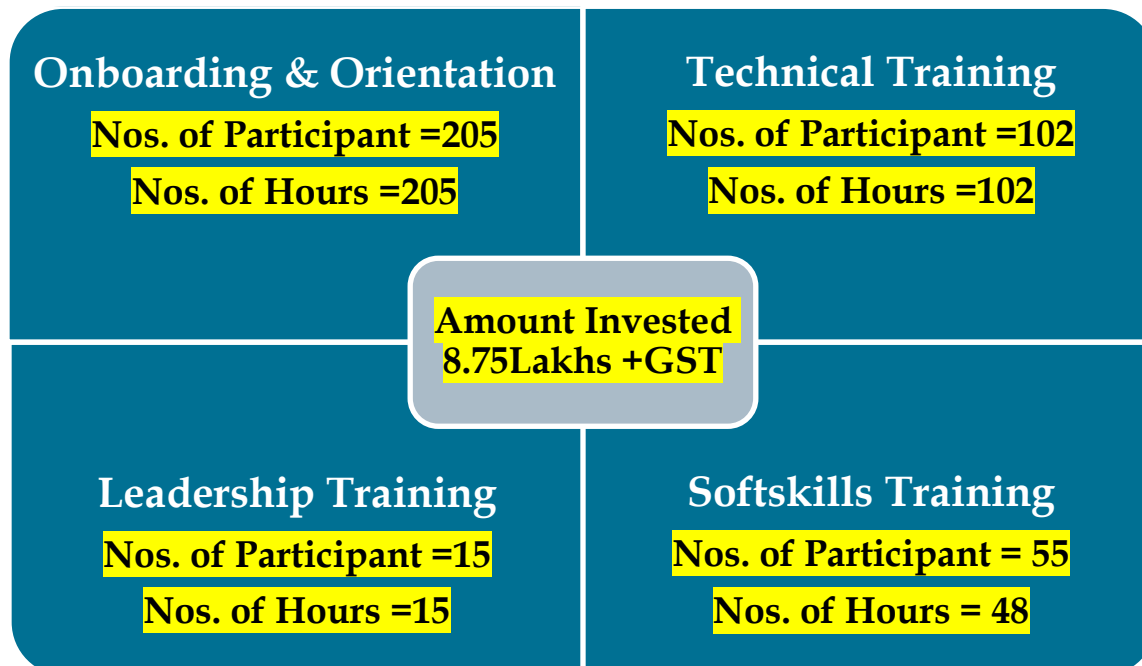 Onboarding & Orientation
Nos. of Participant =205
Nos. of Hours =205
Technical Training
Nos. of Participant =102
Nos. of Hours =102
Amount Invested
8.75Lakhs +GST
Leadership Training
Nos. of Participant =15
Nos. of Hours =15
Softskills Training
Nos. of Participant = 55
Nos. of Hours = 48